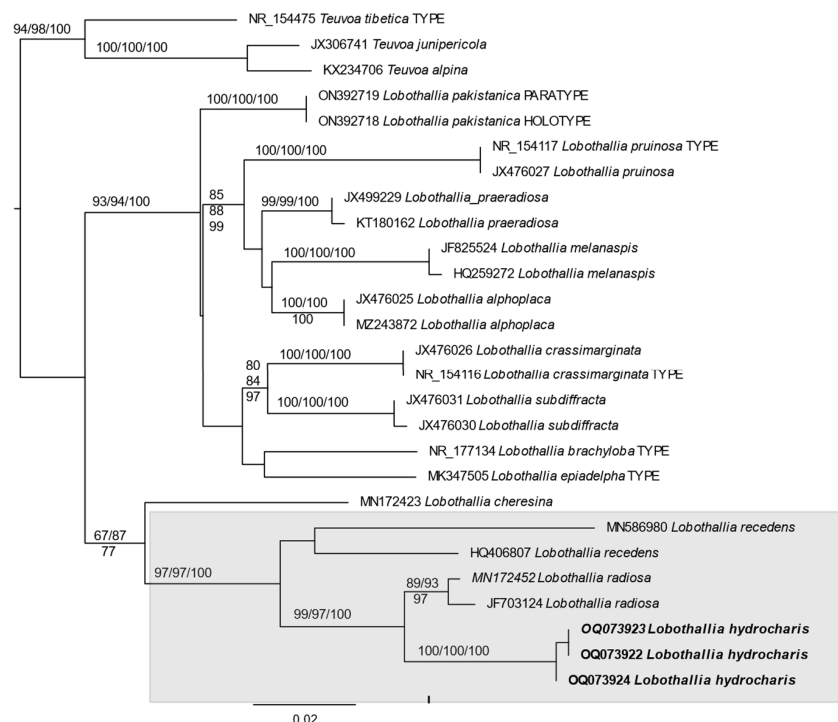 NR_154475 Teuvoa tibetica TYPE
94/98/100
JX306741 Teuvoa junipericola
100/100/100
KX234706 Teuvoa alpina
ON392719 Lobothallia pakistanica PARATYPE
100/100/100
ON392718 Lobothallia pakistanica HOLOTYPE
NR_154117 Lobothallia pruinosa TYPE
100/100/100
JX476027 Lobothallia pruinosa
93/94/100
85
88
99
JX499229 Lobothallia_praeradiosa
99/99/100
KT180162 Lobothallia praeradiosa
JF825524 Lobothallia melanaspis
100/100/100
HQ259272 Lobothallia melanaspis
JX476025 Lobothallia alphoplaca
100/100
100
MZ243872 Lobothallia alphoplaca
JX476026 Lobothallia crassimarginata
100/100/100
80
84
97
NR_154116 Lobothallia crassimarginata TYPE
JX476031 Lobothallia subdiffracta
100/100/100
JX476030 Lobothallia subdiffracta
NR_177134 Lobothallia brachyloba TYPE
MK347505 Lobothallia epiadelpha TYPE
MN172423 Lobothallia cheresina
67/87
77
MN586980 Lobothallia recedens
HQ406807 Lobothallia recedens
97/97/100
MN172452 Lobothallia radiosa
89/93
97
JF703124 Lobothallia radiosa
99/97/100
OQ073923 Lobothallia hydrocharis
100/100/100
OQ073922 Lobothallia hydrocharis
OQ073924 Lobothallia hydrocharis
0.02